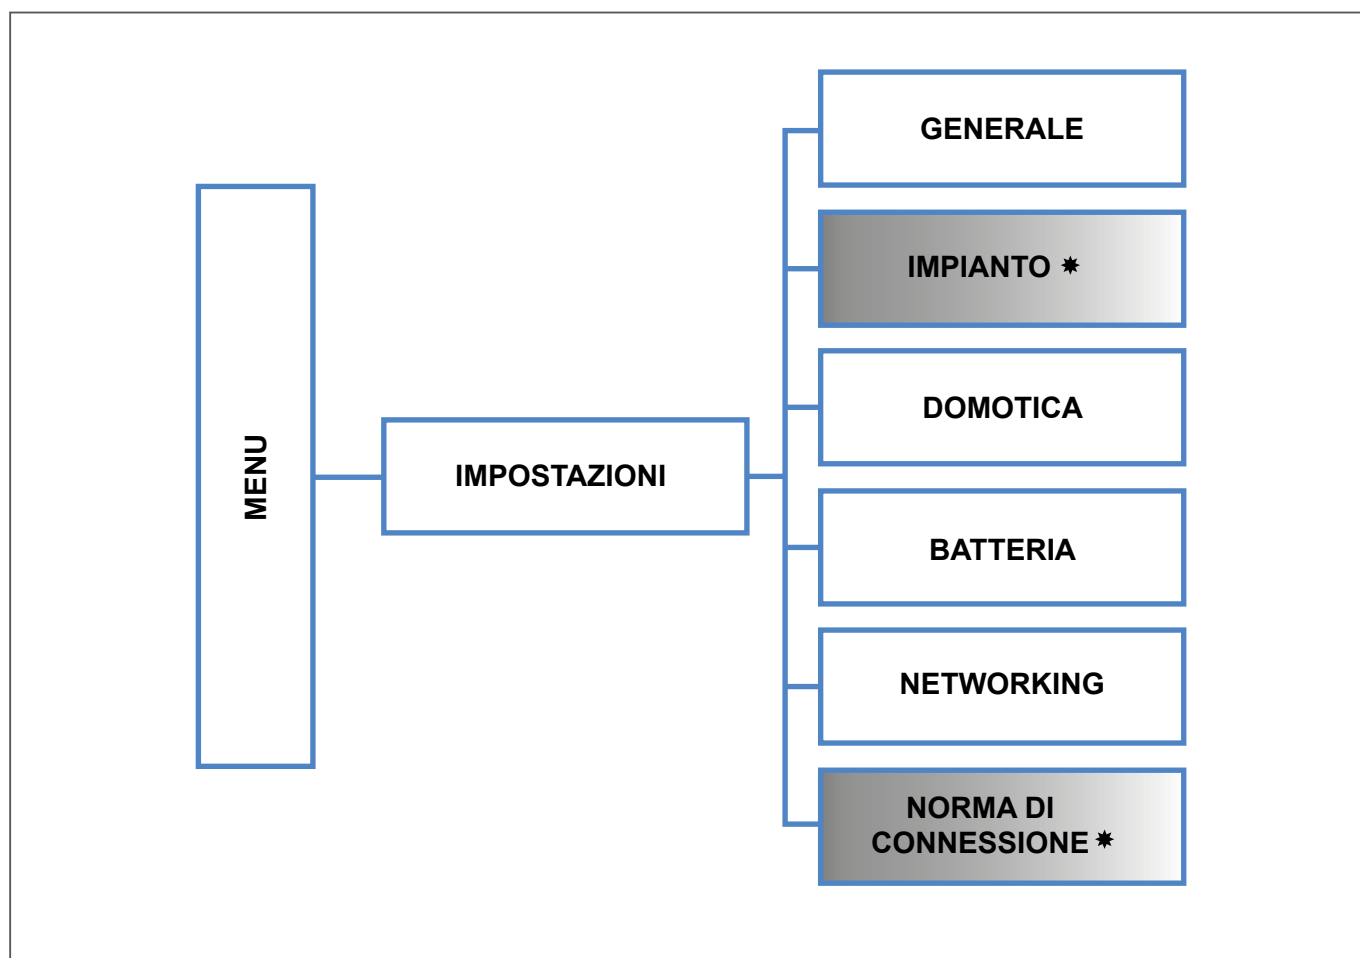 MENU
IMPOSTAZIONI
GENERALE
IMPIANTO *
DOMOTICA
BATTERIA
NETWORKING
NORMA DI
CONNESSIONE *